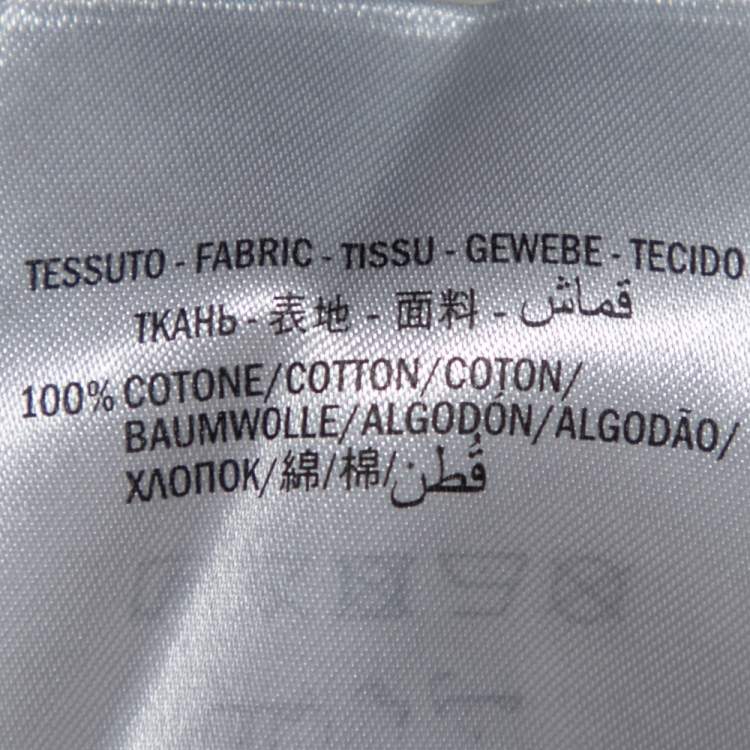 TESSUTO - FABRIC - TISSU - GEWEBE - TECIDO
ТКАНЬ - 表地 - 面料 - قماش
100% COTONE/COTTON/COTON/
BAUMWOLLE/ALGODÓN/ALGODÃO/
ХЛОПОК/綿/棉/قُطن